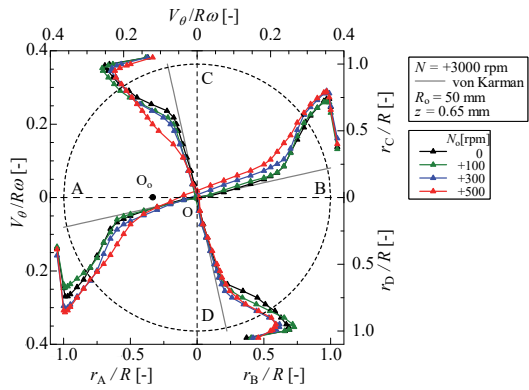 V_θ/Rω [-]
0.4 0.2 0 0.2 0.4
0.4
0.2
0
0.2
0.4
V_θ/Rω [-]
1.0
0.5
0
0.5
1.0
r_C/R [-]
r_D/R [-]
A
B
C
D
O_o
O
1.0 0.5 0 0.5 1.0
r_A/R [-]
r_B/R [-]
N = +3000 rpm
von Karman
R_o = 50 mm
z = 0.65 mm
N_o[rpm]
0
+100
+300
+500